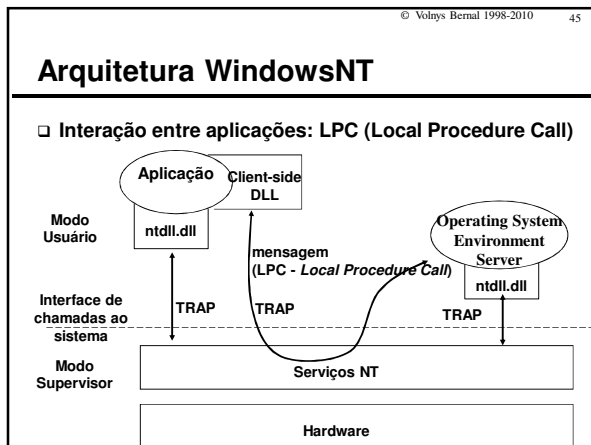 © Volnys Bernal 1998-2010 45
Arquitetura WindowsNT
❑ Interação entre aplicações: LPC (Local Procedure Call)
Aplicação
Client-side
DLL
ntdll.dll
Modo
Usuário
Operating System
Environment
Server
ntdll.dll
mensagem
(LPC - Local Procedure Call)
Interface de
chamadas ao
sistema
TRAP
TRAP
TRAP
Modo
Supervisor
Serviços NT
Hardware